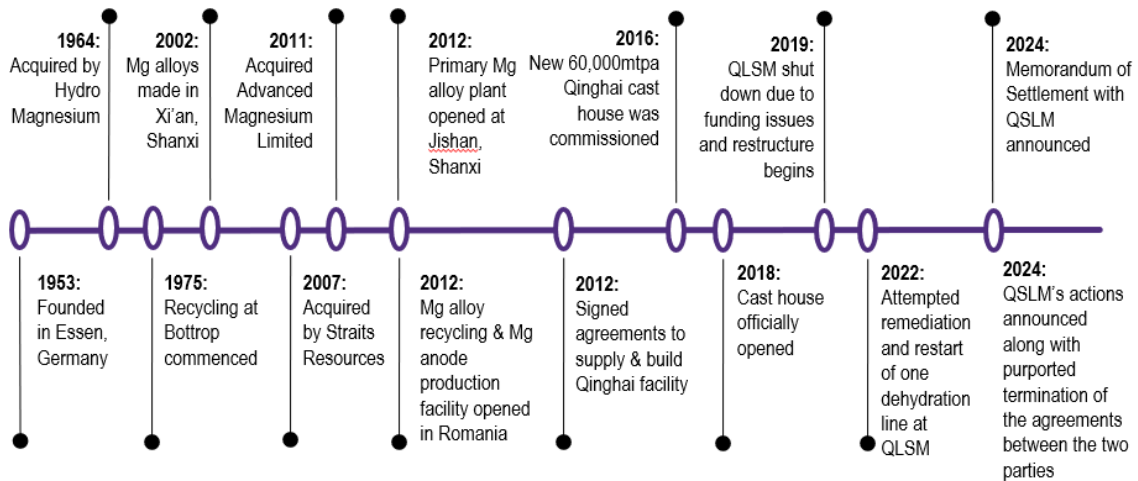 1964:
Acquired by
Hydro
Magnesium
2002:
Mg alloys
made in
Xi'an,
Shanxi
2011:
Acquired
Advanced
Magnesium
Limited
2012:
Primary Mg
alloy plant
opened at
Jishan,
Shanxi
2016:
New 60,000mtpa
Qinghai cast
house was
commissioned
2019:
QLSM shut
down due to
funding issues
and restructure
begins
2024:
Memorandum of
Settlement with
QSLM
announced
1953:
Founded
in Essen,
Germany
1975:
Recycling at
Bottrop
commenced
2007:
Acquired
by Straits
Resources
2012:
Mg alloy
recycling & Mg
anode
production
facility opened
in Romania
2012:
Signed
agreements to
supply & build
Qinghai facility
2018:
Cast house
officially
opened
2022:
Attempted
remediation
and restart
of one
dehydration
line at
QLSM
2024:
QSLM's actions
announced
along with
purported
termination of
the agreements
between the two
parties